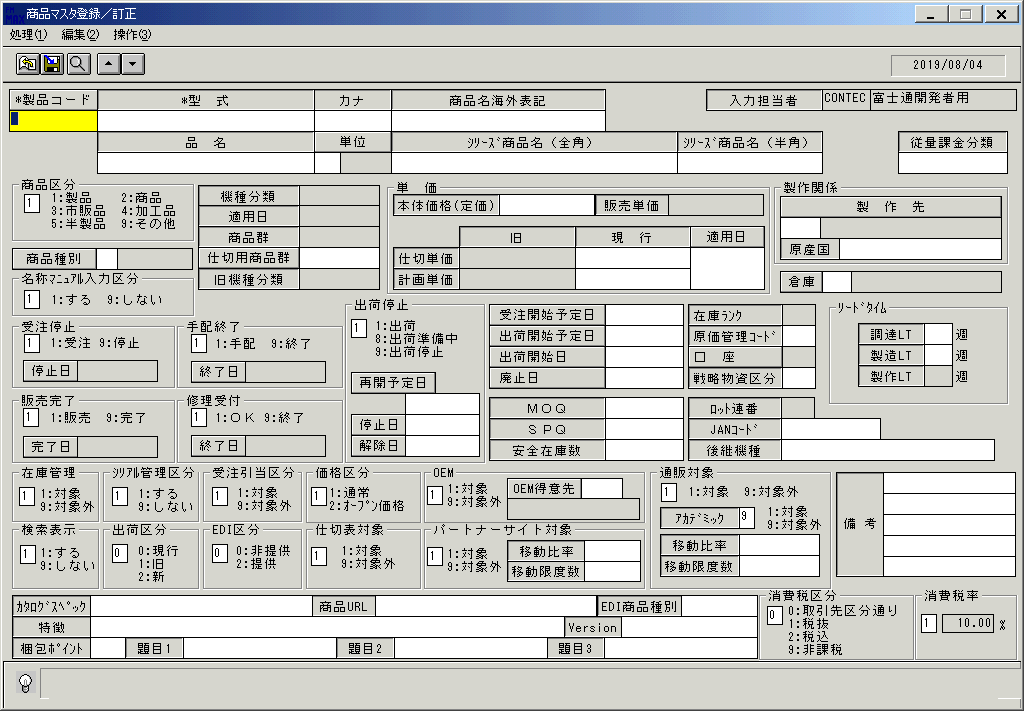 商品マスタ登録／訂正
処理(1) 編集(2) 操作(3)
2019/08/04
*製品コード *型 式 カナ 商品名海外表記
入力担当者 CONTEC 富士通開発者用
品 名 単位 ｼﾘｰｽﾞ商品名（全角） ｼﾘｰｽﾞ商品名（半角） 従量課金分類
商品区分
1 1:製品 2:商品
3:市販品 4:加工品
5:半製品 9:その他
商品種別
名称ﾏﾆｭｱﾙ入力区分
1 1:する 9:しない
機種分類
適用日
商品群
仕切用商品群
旧機種分類
単 価
本体価格(定価) 販売単価
旧 現 行 適用日
仕切単価
計画単価
製作関係
製 作 先
原産国
倉庫
受注停止
1 1:受注 9:停止
停止日
手配終了
1 1:手配 9:終了
終了日
販売完了
1 1:販売 9:完了
完了日
修理受付
1 1:ＯＫ 9:終了
終了日
出荷停止
1 1:出荷
8:出荷準備中
9:出荷停止
再開予定日
停止日
解除日
受注開始予定日
出荷開始予定日
出荷開始日
廃止日
ＭＯＱ
ＳＰＱ
安全在庫数
在庫ﾗﾝｸ
原価管理ｺｰﾄﾞ
口 座
戦略物資区分
ﾛｯﾄ連番
JANｺｰﾄﾞ
後継機種
ﾘｰﾄﾞﾀｲﾑ
調達LT 週
製造LT 週
製作LT 週
在庫管理
1 1:対象
9:対象外
ｼﾘｱﾙ管理区分
1 1:する
9:しない
受注引当区分
1 1:対象
9:対象外
価格区分
1 1:通常
2:ｵｰﾌﾟﾝ価格
OEM
1 1:対象
9:対象外
OEM得意先
通販対象
1 1:対象 9:対象外
ｱｶﾃﾞﾐｯｸ 9 1:対象
9:対象外
移動比率
移動限度数
備 考
検索表示
1 1:する
9:しない
出荷区分
0 0:現行
1:旧
2:新
EDI区分
0 0:非提供
2:提供
仕切表対象
1 1:対象
9:対象外
パートナーサイト対象
1 1:対象
9:対象外
移動比率
移動限度数
ｶﾀﾛｸﾞｽﾍﾟｯｸ 商品URL EDI商品種別
特徴 Version
梱包ﾎﾟｲﾝﾄ 題目1 題目2 題目3
消費税区分
0 0:取引先区分通り
1:税抜
2:税込
9:非課税
消費税率
1 10.00 %